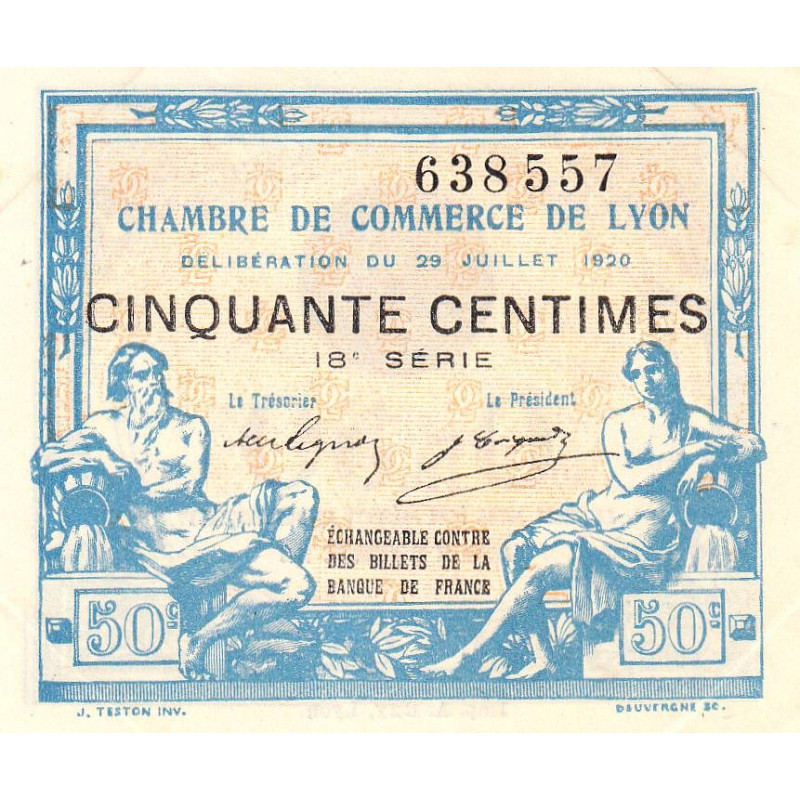 638557
CHAMBRE DE COMMERCE DE LYON
DELIBÉRATION DU 29 JUILLET 1920
CINQUANTE CENTIMES
18e SÉRIE
Le Trésorier Le Président
ÉCHANGEABLE CONTRE
DES BILLETS DE LA
BANQUE DE FRANCE
50c 50c
J. TESTON INV. DAUVERGNE SC.